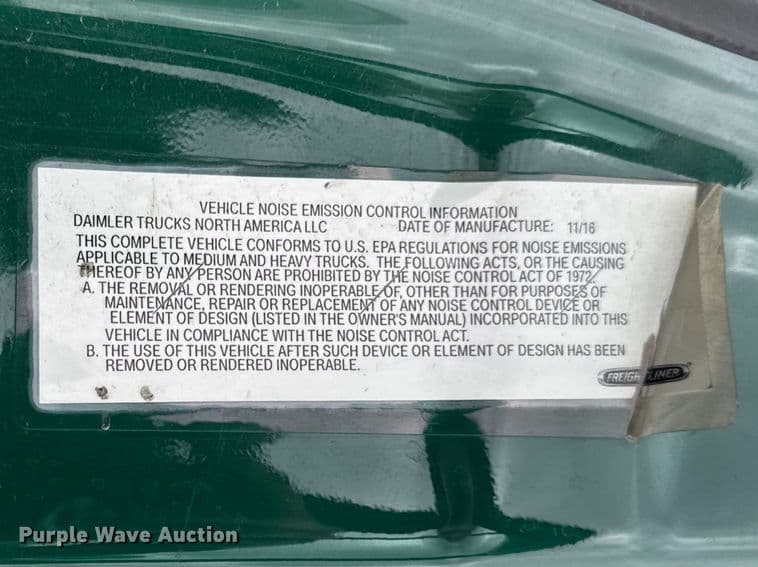 VEHICLE NOISE EMISSION CONTROL INFORMATION
DAIMLER TRUCKS NORTH AMERICA LLC DATE OF MANUFACTURE: 11/16
THIS COMPLETE VEHICLE CONFORMS TO U.S. EPA REGULATIONS FOR NOISE EMISSIONS
APPLICABLE TO MEDIUM AND HEAVY TRUCKS. THE FOLLOWING ACTS, OR THE CAUSING
THEREOF BY ANY PERSON ARE PROHIBITED BY THE NOISE CONTROL ACT OF 1972.
A. THE REMOVAL OR RENDERING INOPERABLE OF, OTHER THAN FOR PURPOSES OF
MAINTENANCE, REPAIR OR REPLACEMENT OF ANY NOISE CONTROL DEVICE OR
ELEMENT OF DESIGN (LISTED IN THE OWNER'S MANUAL) INCORPORATED INTO THIS
VEHICLE IN COMPLIANCE WITH THE NOISE CONTROL ACT.
B. THE USE OF THIS VEHICLE AFTER SUCH DEVICE OR ELEMENT OF DESIGN HAS BEEN
REMOVED OR RENDERED INOPERABLE.
FREIGHTLINER
Purple Wave Auction